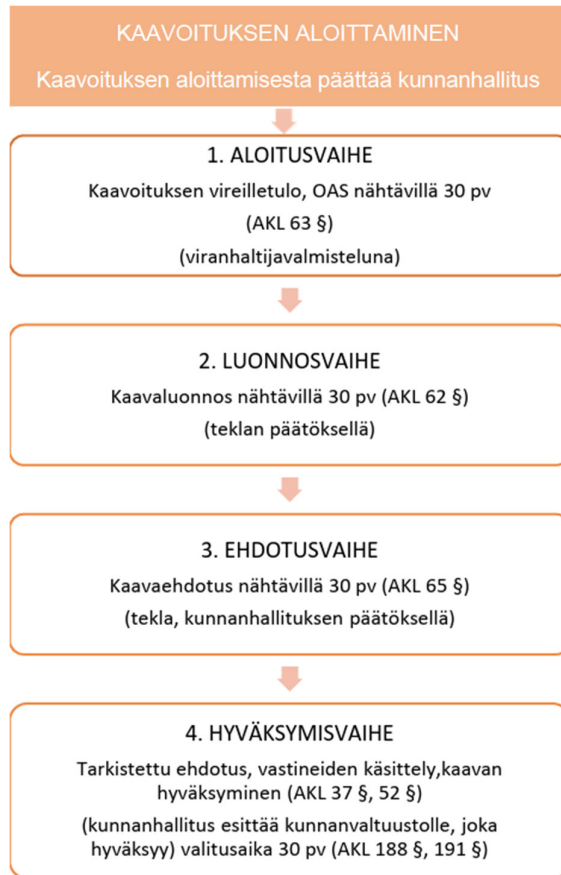 KAAVOITUKSEN ALOITTAMINEN
Kaavoituksen aloittamisesta päättää kunnanhallitus
1. ALOITUSVAIHE
Kaavoituksen vireilletulo, OAS nähtävillä 30 pv
(AKL 63 §)
(viranhaltijavalmisteluna)
2. LUONNOSVAIHE
Kaavaluonnos nähtävillä 30 pv (AKL 62 §)
(teklan päätöksellä)
3. EHDOTUSVAIHE
Kaavaehdotus nähtävillä 30 pv (AKL 65 §)
(tekla, kunnanhallituksen päätöksellä)
4. HYVÄKSYMISVAIHE
Tarkistettu ehdotus, vastineiden käsittely,kaavan
hyväksyminen (AKL 37 §, 52 §)
(kunnanhallitus esittää kunnanvaltuustolle, joka
hyväksyy) valitusaika 30 pv (AKL 188 §, 191 §)